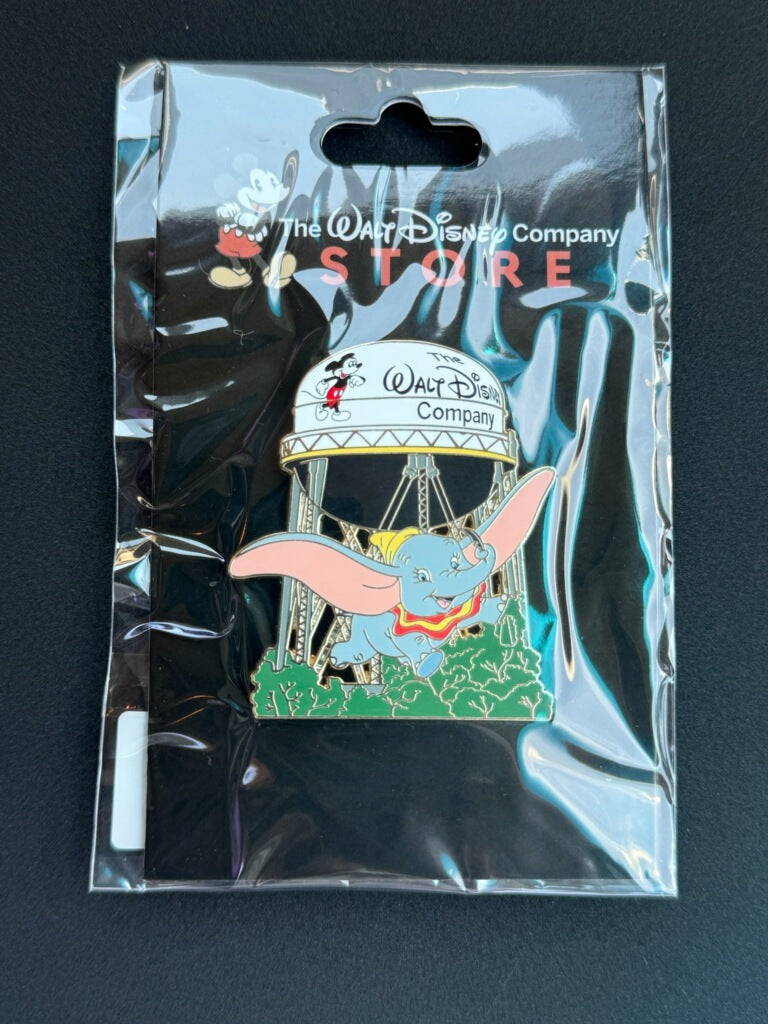 The Walt Disney Company
STORE
The
Walt Disney
Company